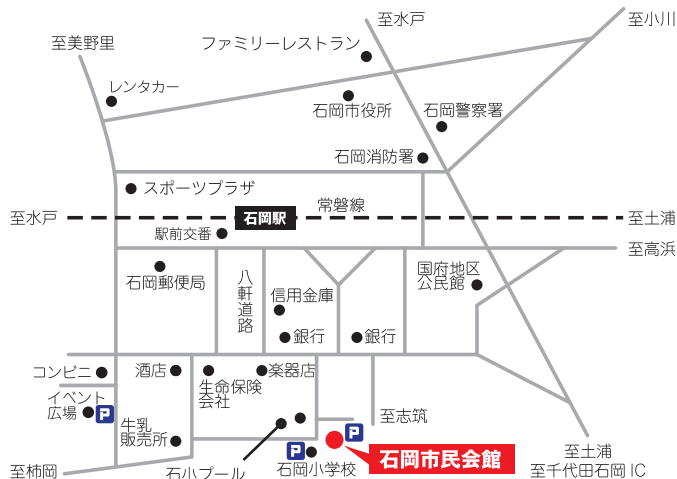 至水戸
至小川
至美野里
ファミリーレストラン
レンタカー
石岡市役所
石岡警察署
石岡消防署
スポーツプラザ
常磐線
至水戸
石岡駅
至土浦
駅前交番
至高浜
石岡郵便局
八軒道路
信用金庫
国府地区
公民館
銀行
銀行
コンビニ
酒店
生命保険
会社
楽器店
イベント
広場
P
牛乳
販売所
至志筑
P
P
石岡市民会館
至柿岡
石小プール
石岡小学校
至土浦
至千代田石岡IC